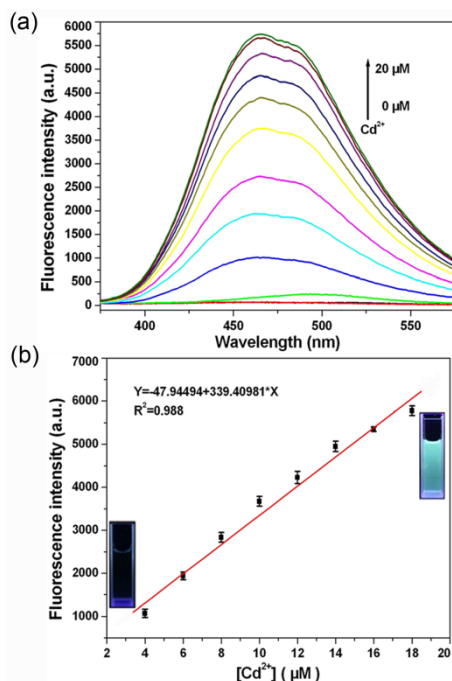 (a)
6000
5500
5000
4500
4000
3500
3000
2500
2000
1500
1000
500
0
Fluorescence intensity (a.u.)
20 µM
0 µM
Cd²⁺
400 450 500 550
Wavelength (nm)
(b)
7000
6000
5000
4000
3000
2000
1000
Fluorescence intensity (a.u.)
Y=-47.94494+339.40981*X
R²=0.988
2 4 6 8 10 12 14 16 18 20
[Cd²⁺] ( µM)